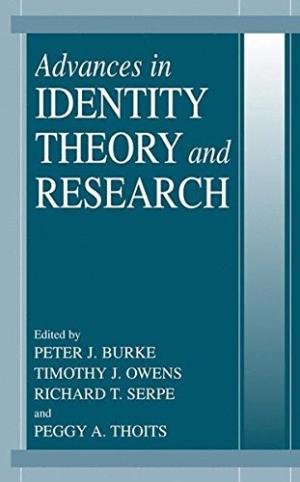 Advances in
IDENTITY
THEORY and
RESEARCH
Edited by
PETER J. BURKE
TIMOTHY J. OWENS
RICHARD T. SERPE
and
PEGGY A. THOITS